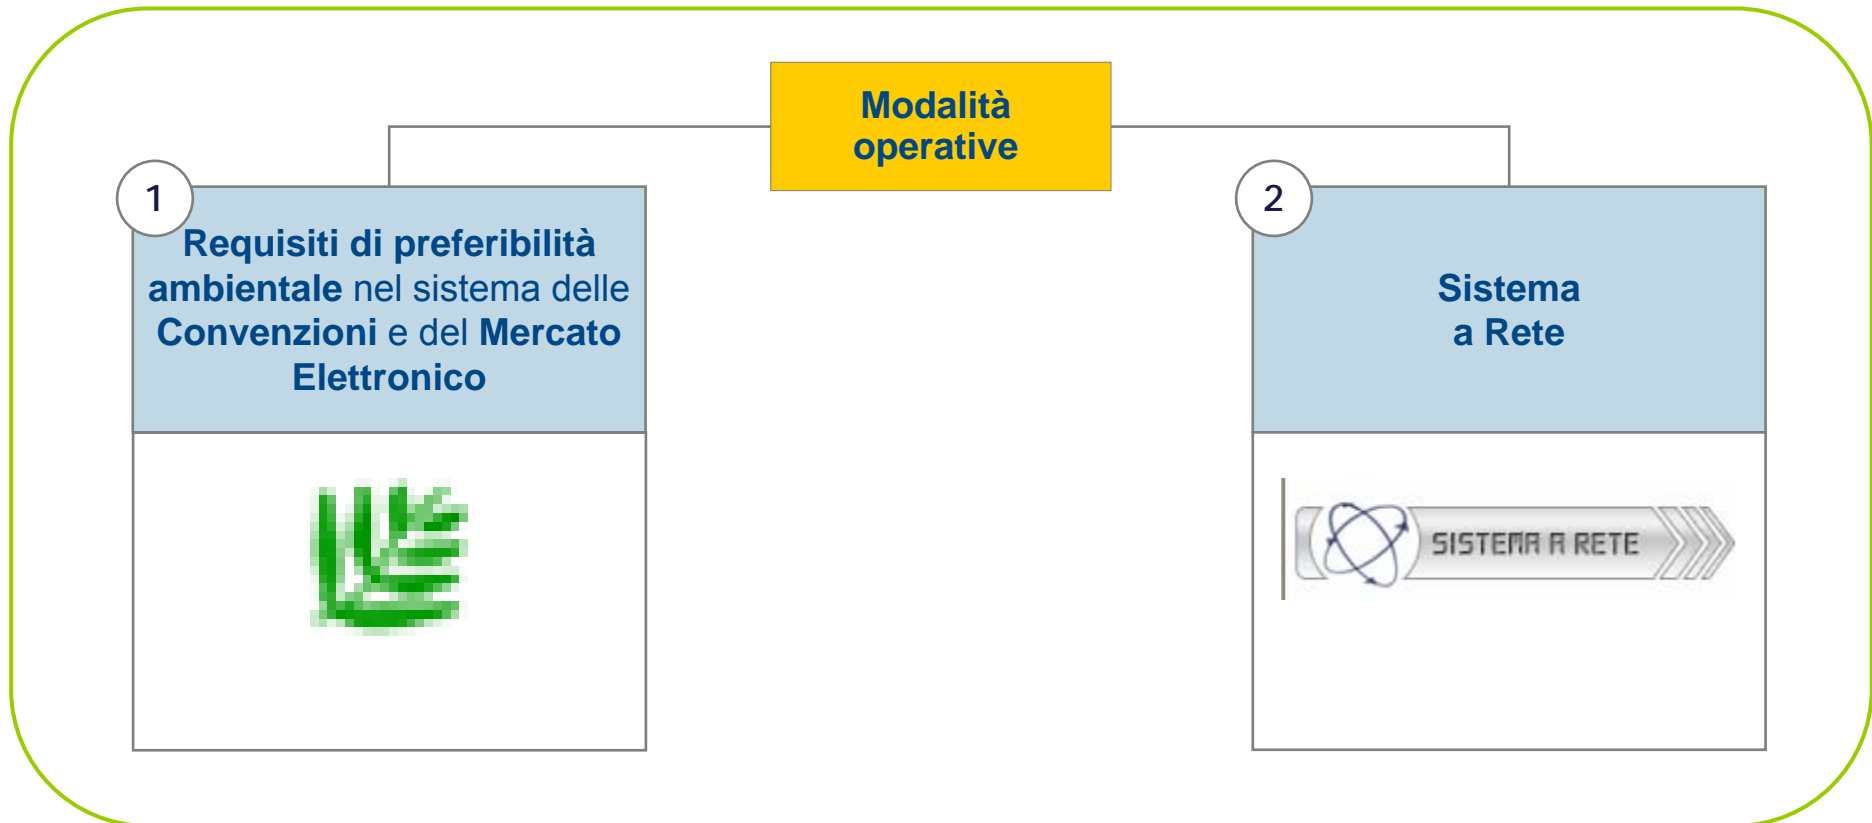 Modalità
operative
1
Requisiti di preferibilità
ambientale nel sistema delle
Convenzioni e del Mercato
Elettronico
2
Sistema
a Rete
SISTEMA A RETE